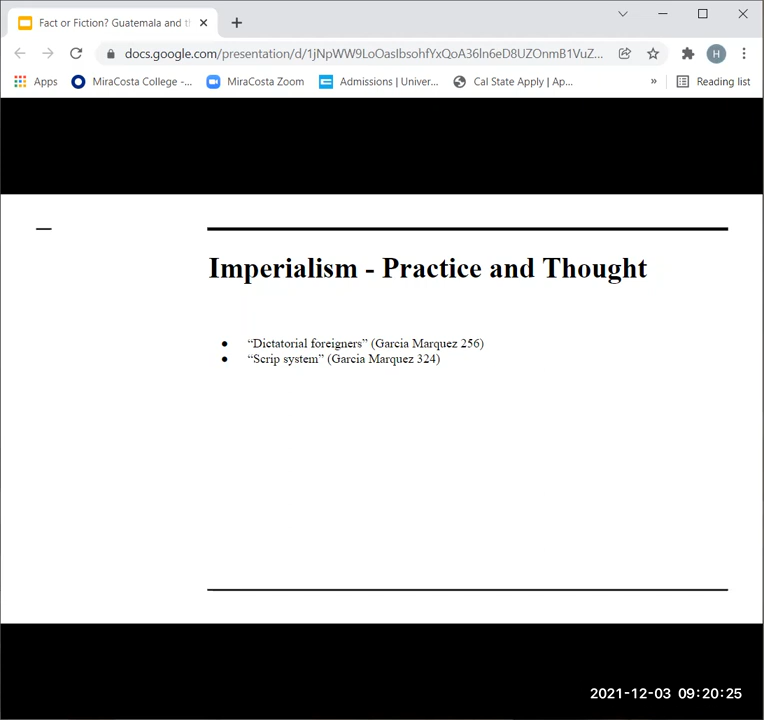 Fact or Fiction? Guatemala and th
docs.google.com/presentation/d/1jNpWW9LoOasIbsohfYxQoA36ln6eD8UZOnmB1VuZ...
H
Apps
MiraCosta College -...
MiraCosta Zoom
Admissions | Univer...
Cal State Apply | Ap...
»
Reading list
Imperialism - Practice and Thought
● “Dictatorial foreigners” (Garcia Marquez 256)
● “Scrip system” (Garcia Marquez 324)
2021-12-03 09:20:25